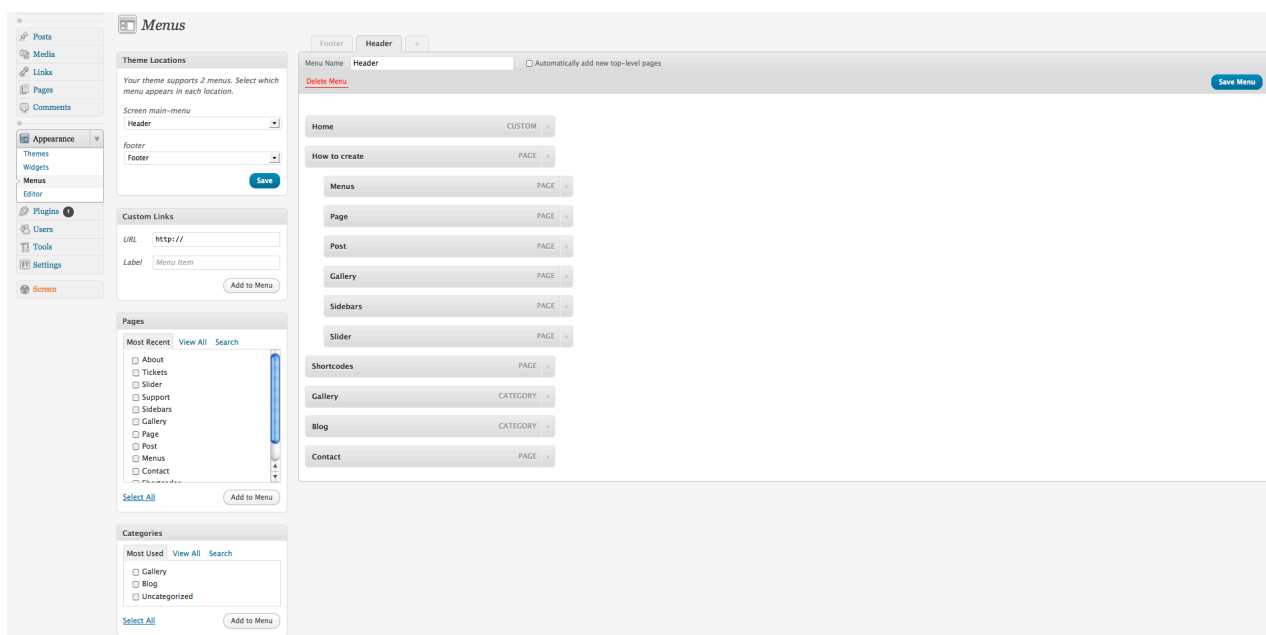 Menus
Posts
Media
Links
Pages
Comments
Appearance
Themes
Widgets
Menus
Editor
Plugins 1
Users
Tools
Settings
Screen
Theme Locations
Your theme supports 2 menus. Select which
menu appears in each location.
Screen main-menu
Header
footer
Footer
Save
Custom Links
URL http://
Label Menu Item
Add to Menu
Pages
Most Recent View All Search
About
Tickets
Slider
Support
Sidebars
Gallery
Page
Post
Menus
Contact
Shortcodes
Select All Add to Menu
Categories
Most Used View All Search
Gallery
Blog
Uncategorized
Select All Add to Menu
Footer Header +
Menu Name Header Automatically add new top-level pages
Delete Menu Save Menu
Home CUSTOM
How to create PAGE
Menus PAGE
Page PAGE
Post PAGE
Gallery PAGE
Sidebars PAGE
Slider PAGE
Shortcodes PAGE
Gallery CATEGORY
Blog CATEGORY
Contact PAGE